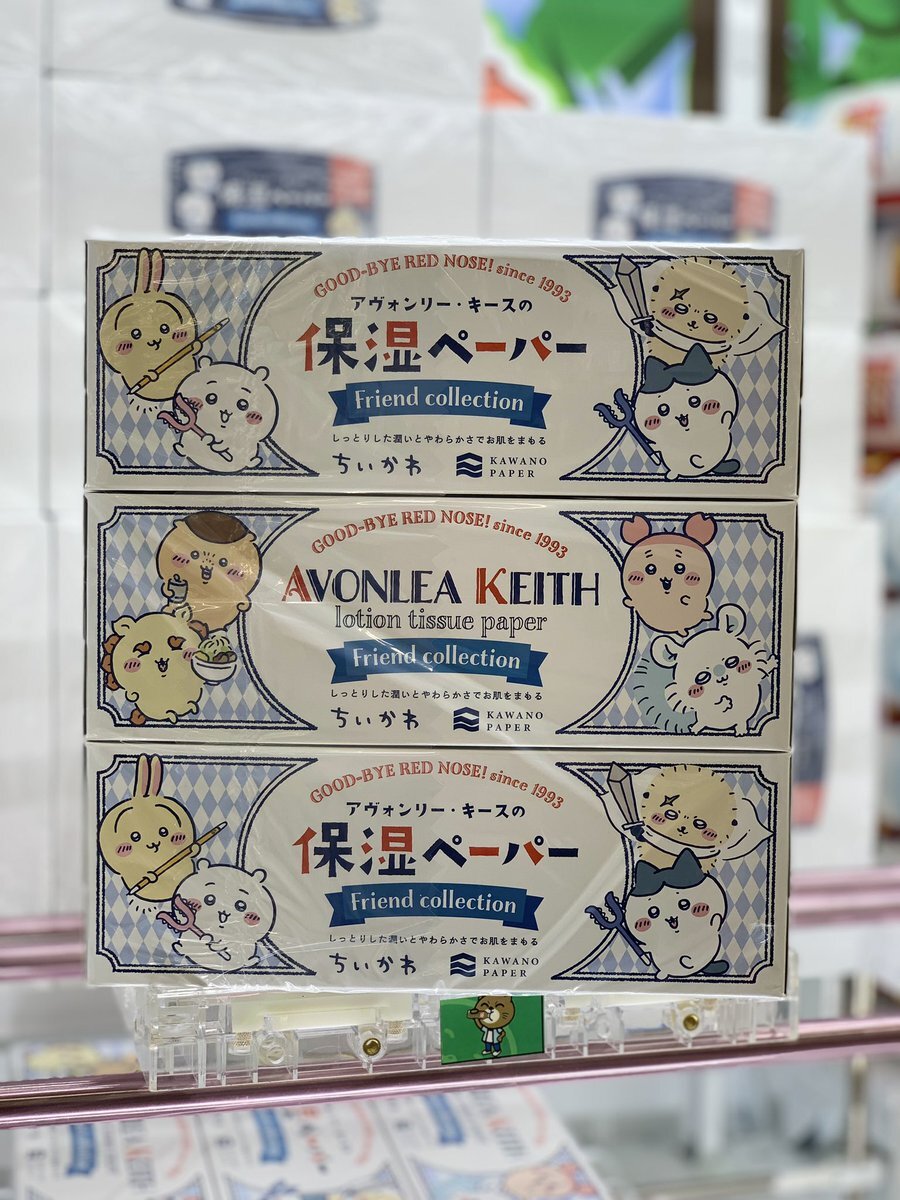 GOOD-BYE RED NOSE! since 1993
アヴォンリー・キースの
保湿ペーパー
Friend collection
しっとりした潤いとやわらかさでお肌をまもる
ちいかわ
KAWANO
PAPER
GOOD-BYE RED NOSE! since 1993
AVONLEA KEITH
lotion tissue paper
Friend collection
しっとりした潤いとやわらかさでお肌をまもる
ちいかわ
KAWANO
PAPER
GOOD-BYE RED NOSE! since 1993
アヴォンリー・キースの
保湿ペーパー
Friend collection
しっとりした潤いとやわらかさでお肌をまもる
ちいかわ
KAWANO
PAPER